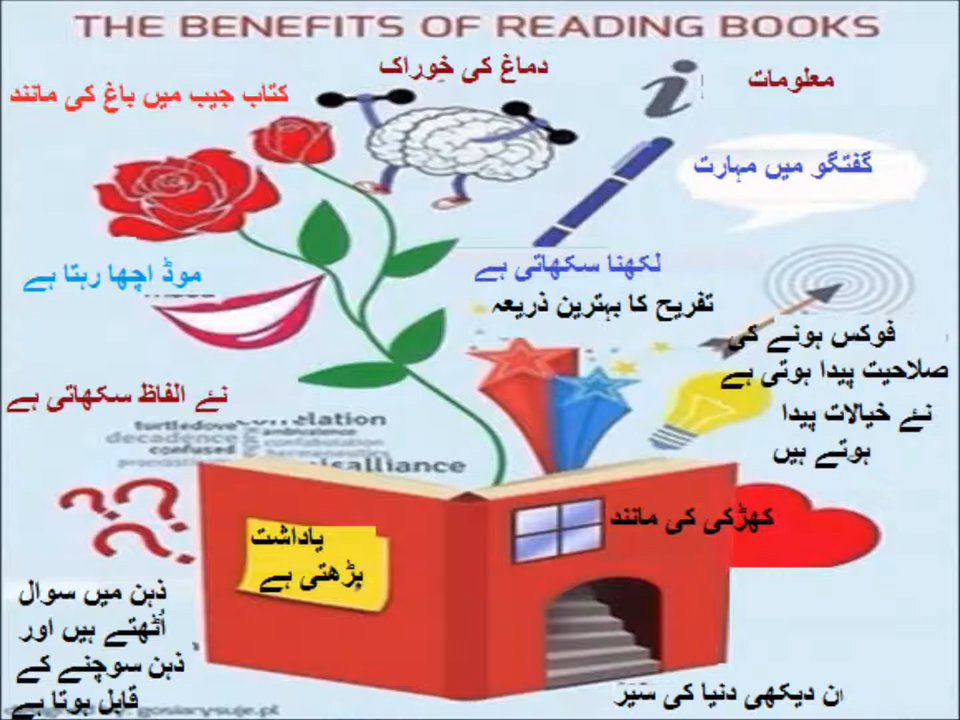 THE BENEFITS OF READING BOOKS
دماغ کی خوراک
معلومات
کتاب جیب میں باغ کی مانند
گفتگو میں مہارت
لکھنا سکھاتی ہے
موڈ اچھا رہتا ہے
تفریح کا بہترین ذریعہ
فوکس ہونے کی
صلاحیت پیدا ہوتی ہے
نئے الفاظ سکھاتی ہے
نئے خیالات پیدا
ہوتے ہیں
turtledove
decadence
confused
کھڑکی کی مانند
یاداشت
بڑھتی ہے
ذہن میں سوال
اُٹھتے ہیں اور
ذہن سوچنے کے
قابل ہوتا ہے
ان دیکھی دنیا کی سیر